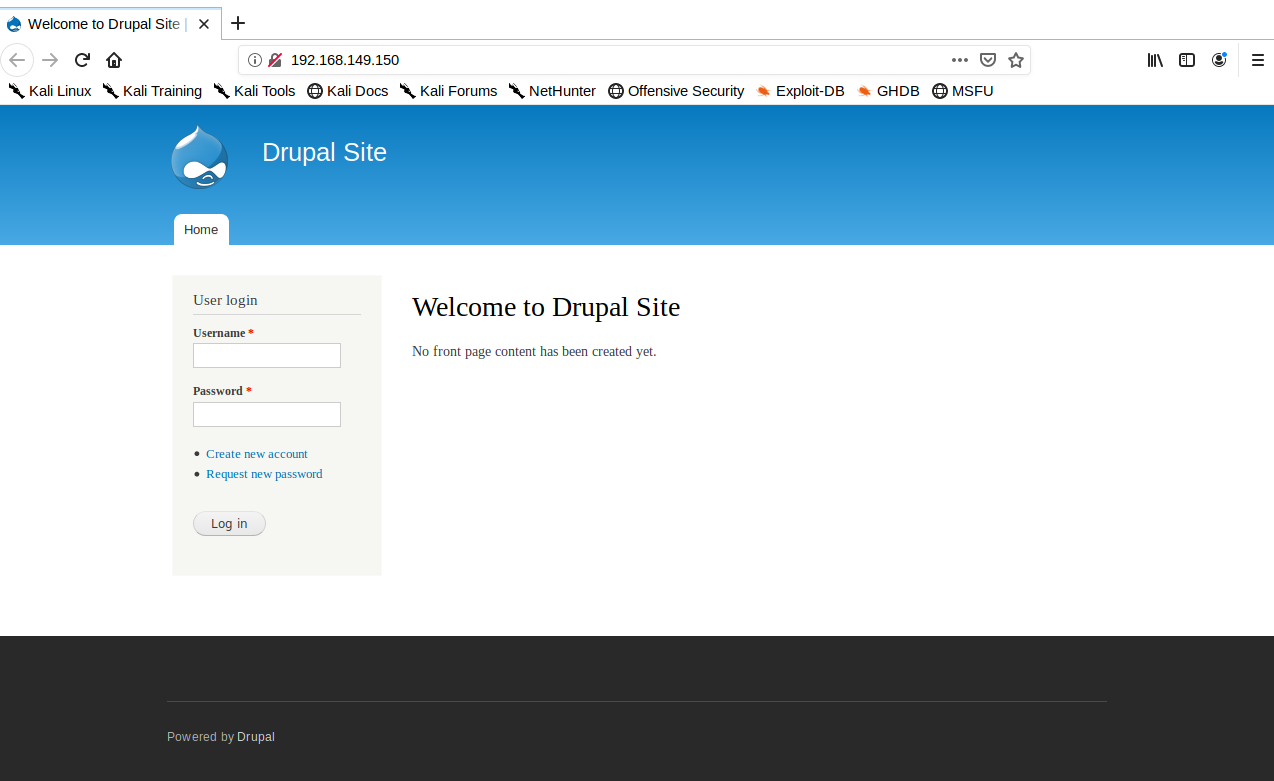 Welcome to Drupal Site |
192.168.149.150
Kali Linux Kali Training Kali Tools Kali Docs Kali Forums NetHunter Offensive Security Exploit-DB GHDB MSFU
Drupal Site
Home
User login
Username *
Password *
Create new account
Request new password
Log in
Welcome to Drupal Site
No front page content has been created yet.
Powered by Drupal